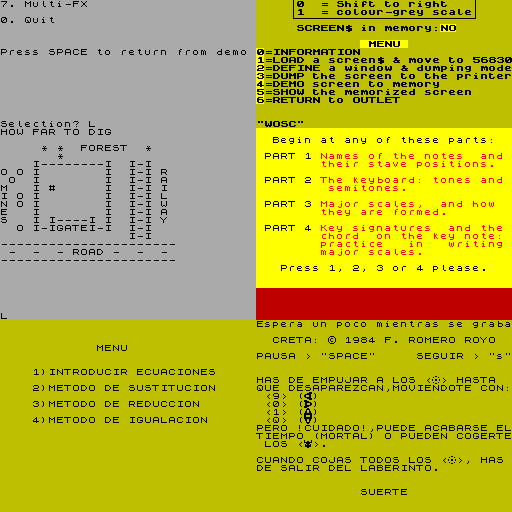 7. Multi-FX
0. Quit
Press SPACE to return from demo
Selection? L
HOW FAR TO DIG
* * FOREST *
*
MINES
RAILWAY
#
I-IGATEI-I
- - - ROAD - - - -
L
0 = Shift to right
1 = colour-grey scale
SCREEN$ in memory:NO
MENU
0=INFORMATION
1=LOAD a screen$ & move to 56830
2=DEFINE a window & dumping mode
3=DUMP the screen to the printer
4=DEMO screen to memory
5=SHOW the memorized screen
6=RETURN to OUTLET
"WOSC"
Begin at any of these parts:
PART 1 Names of the notes and
their stave positions.
PART 2 The keyboard: tones and
semitones.
PART 3 Major scales, and how
they are formed.
PART 4 Key signatures and the
chord on the key note:
practice in writing
major scales.
Press 1, 2, 3 or 4 please.
MENU
1)INTRODUCIR ECUACIONES
2)METODO DE SUSTITUCION
3)METODO DE REDUCCION
4)METODO DE IGUALACION
Espera un poco mientras se graba
CRETA: © 1984 F. ROMERO ROYO
PAUSA > "SPACE" SEGUIR > "s"
HAS DE EMPUJAR A LOS < > HASTA
QUE DESAPAREZCAN,MOVIENDOTE CON:
<9> ( )
<0> ( )
<1> ( )
<Q> ( )
PERO !CUIDADO!,PUEDE ACABARSE EL
TIEMPO (MORTAL) O PUEDEN COGERTE
LOS < >.
CUANDO COJAS TODOS LOS < >, HAS
DE SALIR DEL LABERINTO.
SUERTE